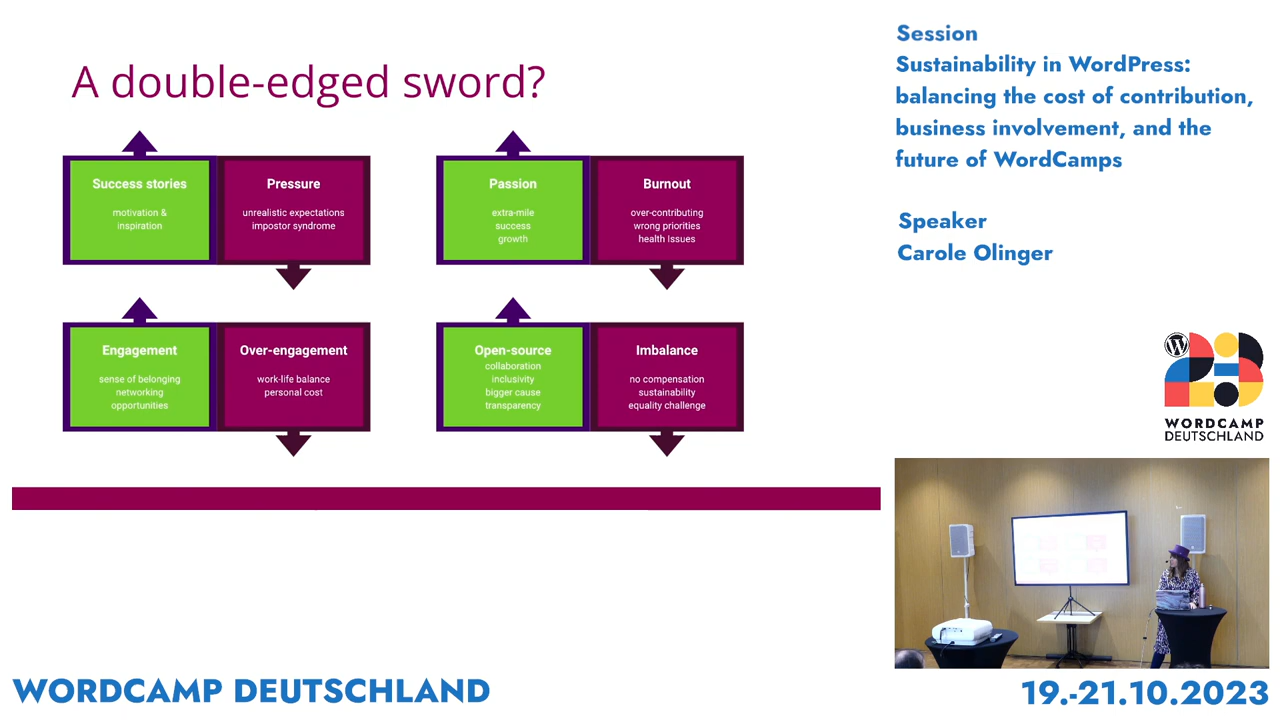 A double-edged sword?
Success stories
motivation &
inspiration
Pressure
unrealistic expectations
impostor syndrome
Passion
extra-mile
success
growth
Burnout
over-contributing
wrong priorities
health Issues
Engagement
sense of belonging
networking
opportunities
Over-engagement
work-life balance
personal cost
Open-source
collaboration
inclusivity
bigger cause
transparency
Imbalance
no compensation
sustainability
equality challenge
Session
Sustainability in WordPress:
balancing the cost of contribution,
business involvement, and the
future of WordCamps
Speaker
Carole Olinger
WORDCAMP
DEUTSCHLAND
WORDCAMP DEUTSCHLAND
19.-21.10.2023